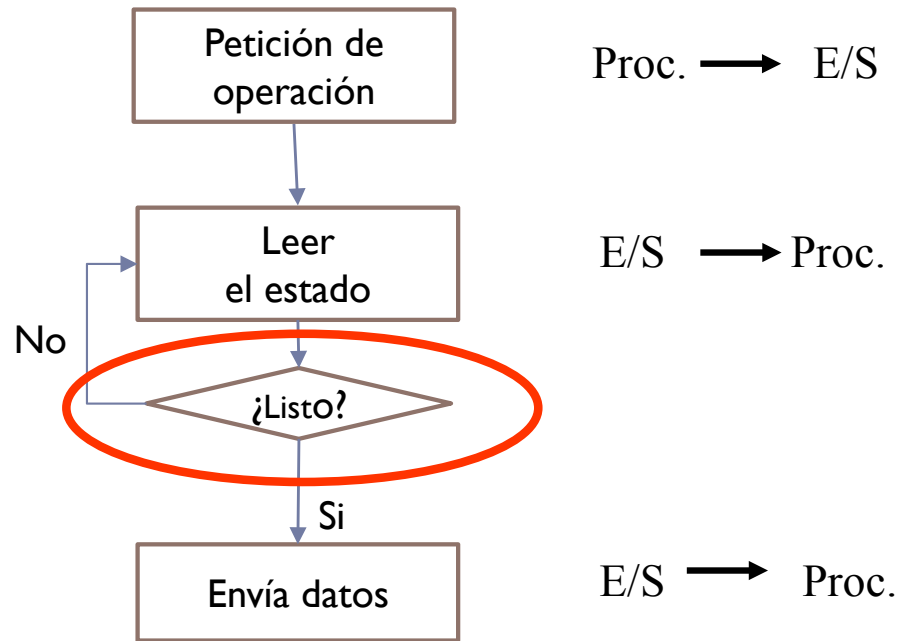 Petición de
operación
Proc. → E/S
Leer
el estado
E/S → Proc.
No
¿Listo?
Si
Envía datos
E/S → Proc.